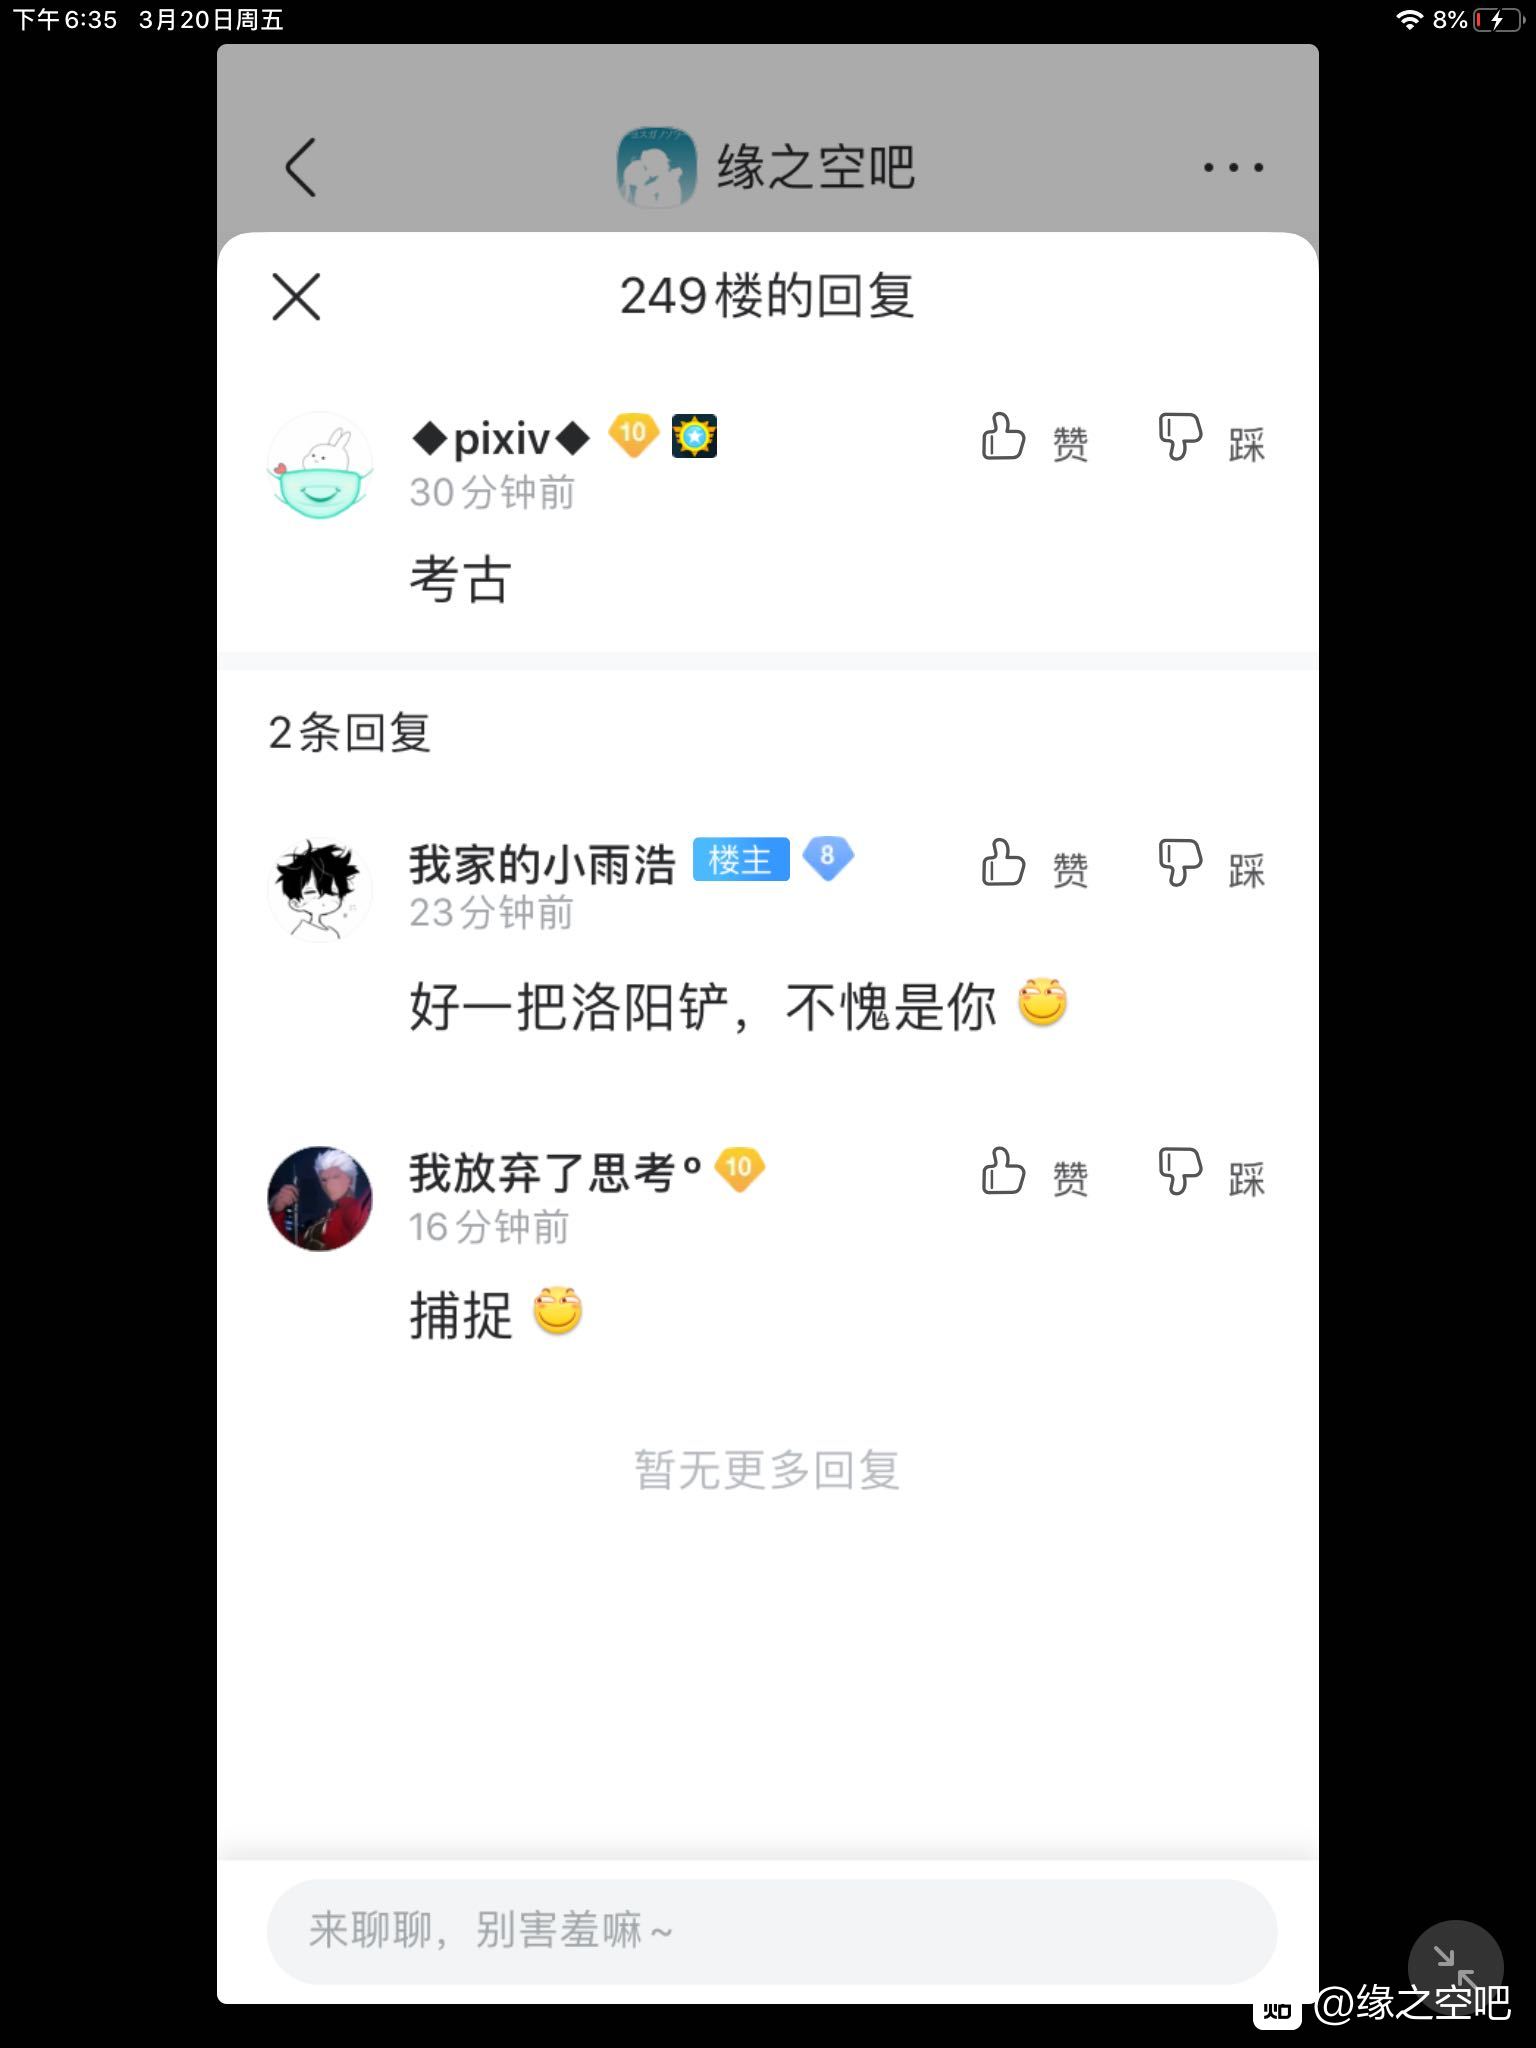 下午6:35 3月20日周五
8%
缘之空吧
249楼的回复
◆pixiv◆ 10
赞 踩
30分钟前
考古
2条回复
我家的小雨浩 楼主 8
赞 踩
23分钟前
好一把洛阳铲，不愧是你
我放弃了思考º 10
赞 踩
16分钟前
捕捉
暂无更多回复
来聊聊，别害羞嘛~
@缘之空吧